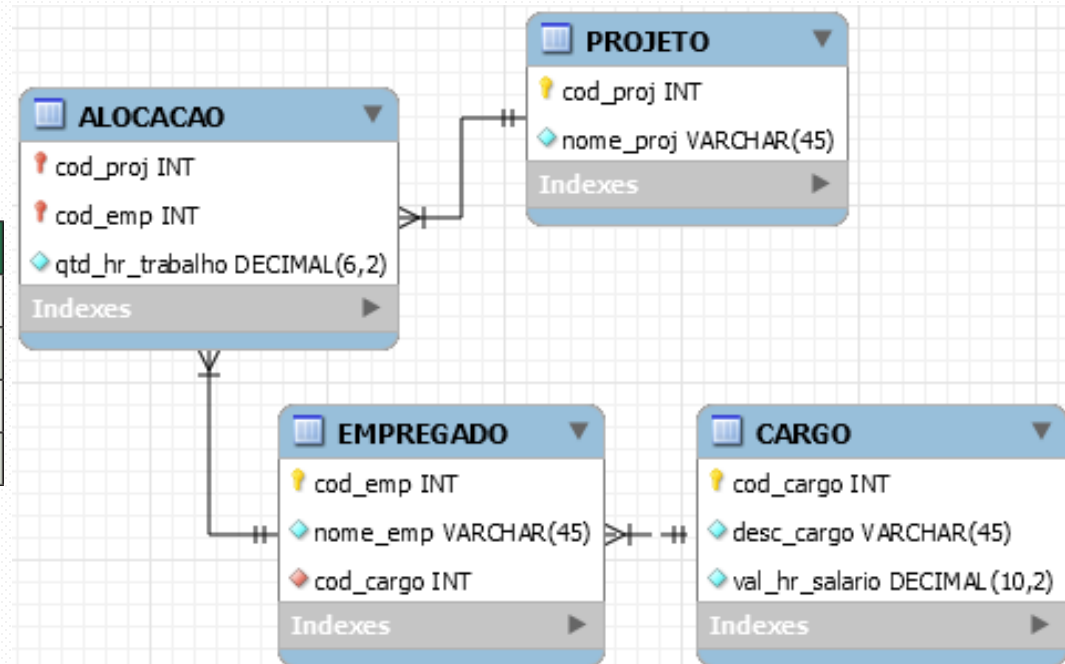 PROJETO
cod_proj INT
nome_proj VARCHAR(45)
Indexes
ALOCACAO
cod_proj INT
cod_emp INT
qtd_hr_trabalho DECIMAL(6,2)
Indexes
EMPREGADO
cod_emp INT
nome_emp VARCHAR(45)
cod_cargo INT
Indexes
CARGO
cod_cargo INT
desc_cargo VARCHAR(45)
val_hr_salario DECIMAL(10,2)
Indexes